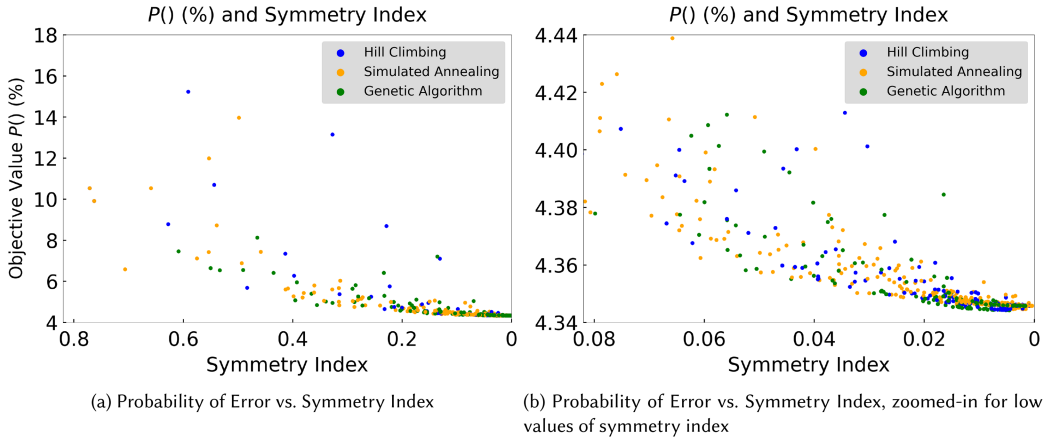 P() (%) and Symmetry Index
18
16
14
12
10
8
6
4
Objective Value P() (%)
Hill Climbing
Simulated Annealing
Genetic Algorithm
0.8
0.6
0.4
0.2
0
Symmetry Index
(a) Probability of Error vs. Symmetry Index
P() (%) and Symmetry Index
4.44
4.42
4.40
4.38
4.36
4.34
Hill Climbing
Simulated Annealing
Genetic Algorithm
0.08
0.06
0.04
0.02
0
Symmetry Index
(b) Probability of Error vs. Symmetry Index, zoomed-in for low
values of symmetry index